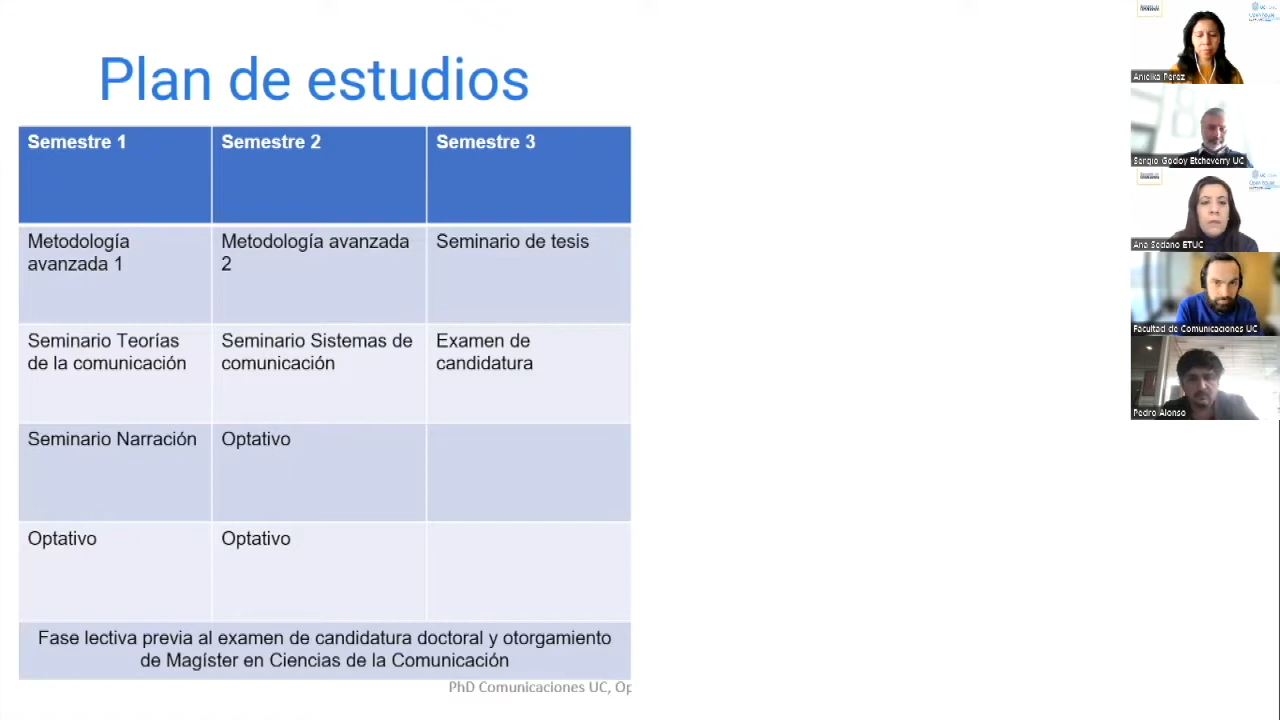 Plan de estudios
Semestre 1
Semestre 2
Semestre 3
Metodología
avanzada 1
Metodología avanzada
2
Seminario de tesis
Seminario Teorías
de la comunicación
Seminario Sistemas de
comunicación
Examen de
candidatura
Seminario Narración
Optativo
Optativo
Optativo
Fase lectiva previa al examen de candidatura doctoral y otorgamiento
de Magíster en Ciencias de la Comunicación
PhD Comunicaciones UC, Op
Sergio Godoy Etcheverry UC
Ana Sedano ETUC
Facultad de Comunicaciones UC
Pedro Alonso